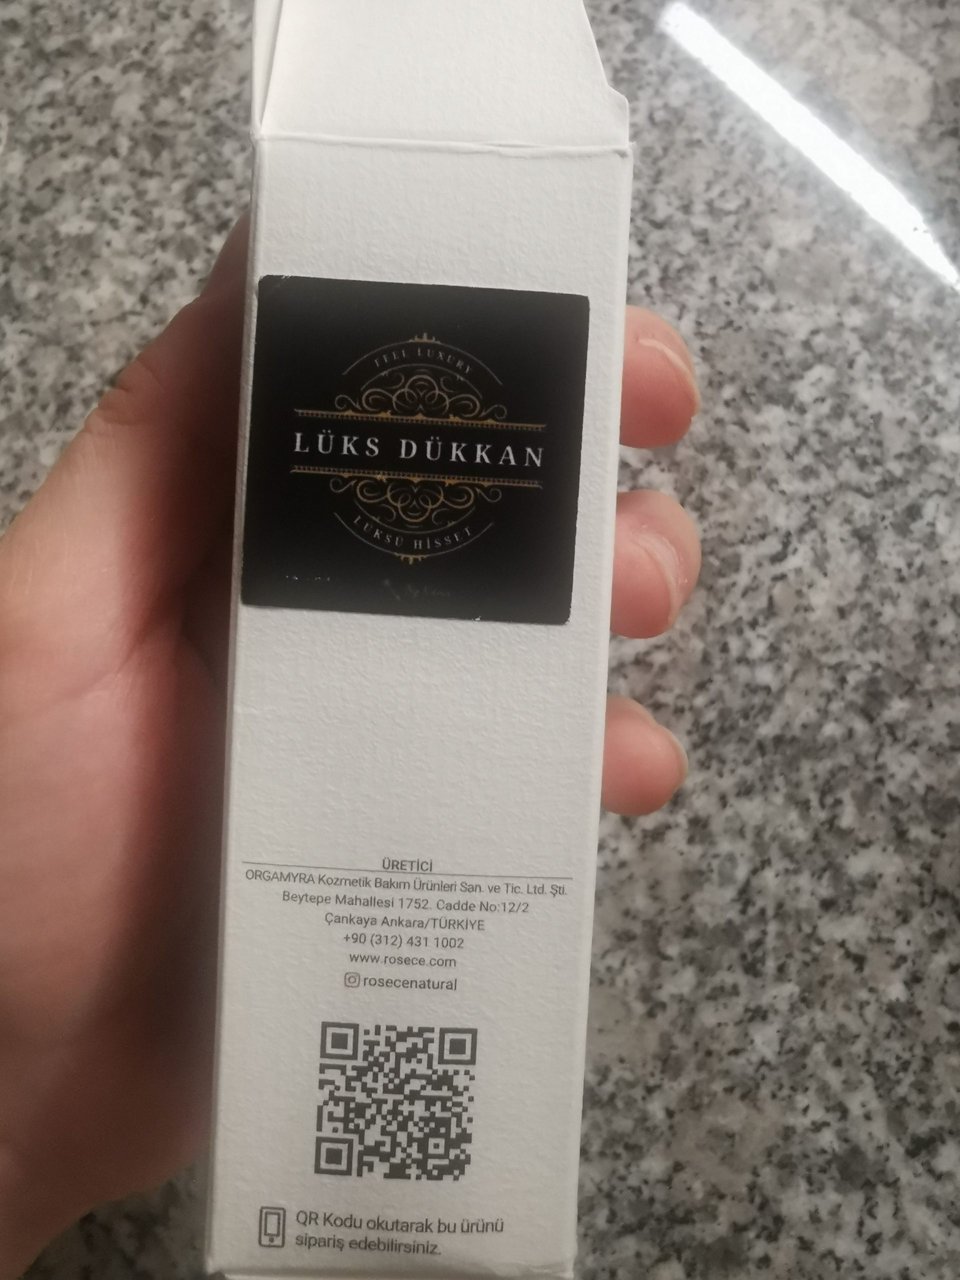 FEEL LUXURY
LÜKS DÜKKAN
LÜKSÜ HİSSET
ÜRETİCİ
ORGAMYRA Kozmetik Bakım Ürünleri San. ve Tic. Ltd. Şti.
Beytepe Mahallesi 1752. Cadde No:12/2
Çankaya Ankara/TÜRKİYE
+90 (312) 431 1002
www.rosece.com
rosecenatural
QR Kodu okutarak bu ürünü
sipariş edebilirsiniz.